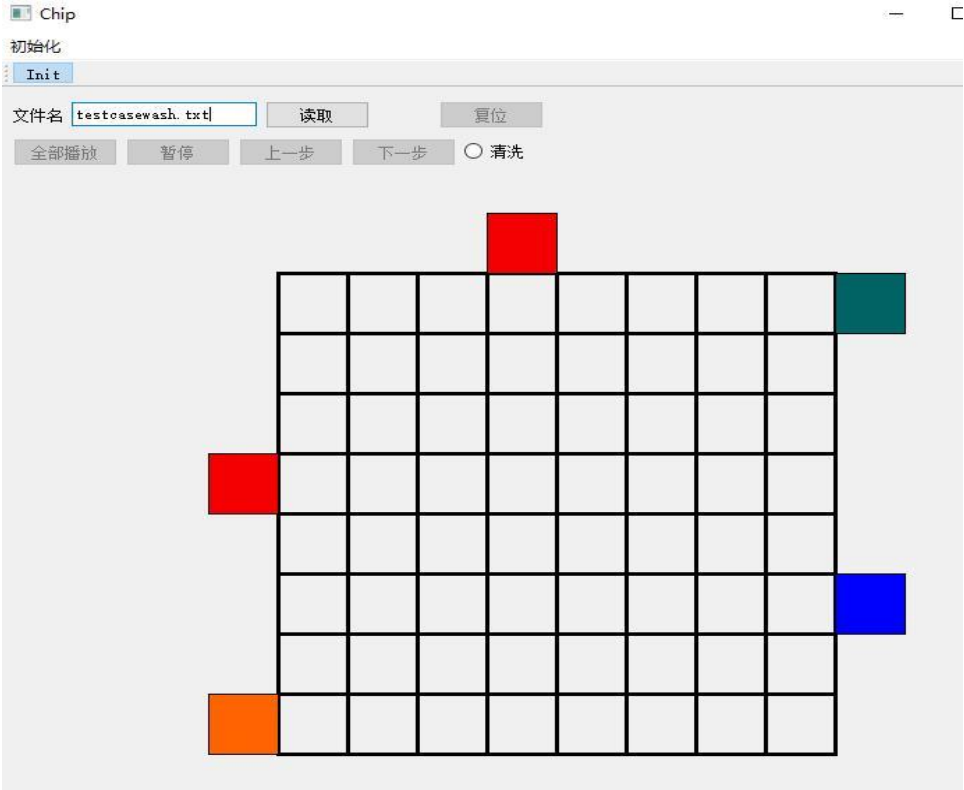 Chip
初始化
Init
文件名 testcasewash.txt 读取 复位
全部播放 暂停 上一步 下一步 清洗